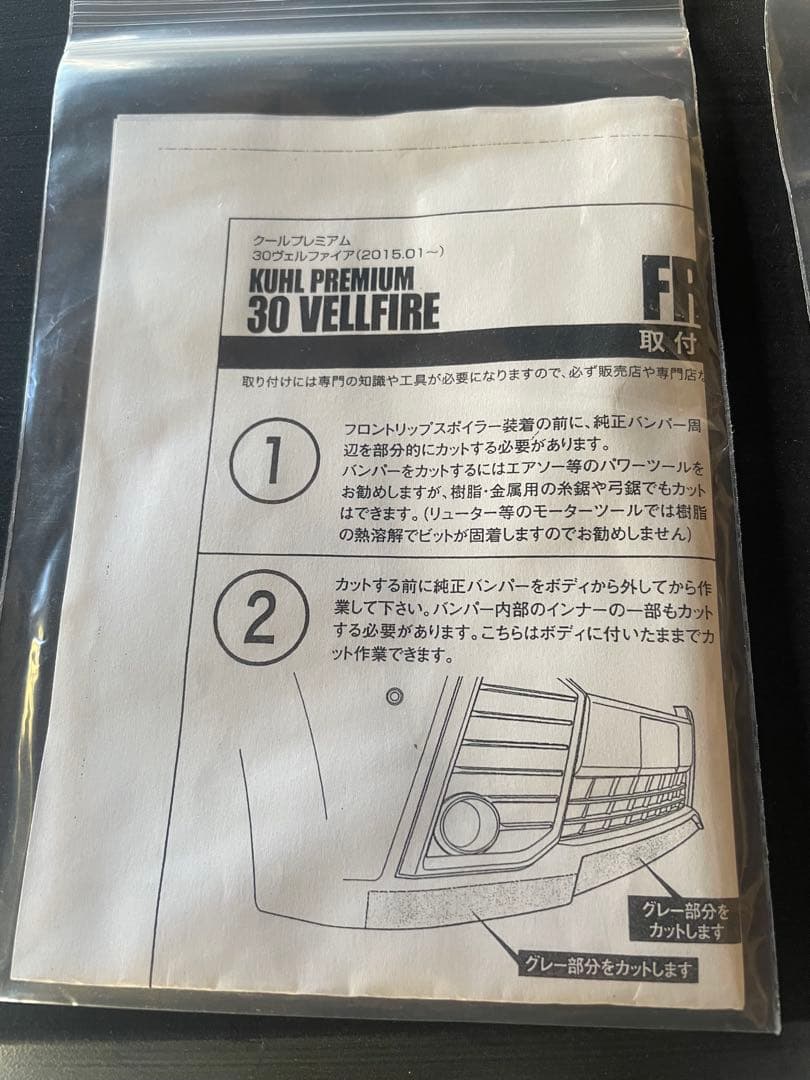 クールプレミアム
30ヴェルファイア(2015.01～)
KUHL PREMIUM
30 VELLFIRE
FR
取付
取り付けには専門の知識や工具が必要になりますので、必ず販売店や専門店
1
フロントリップスポイラー装着の前に、純正バンパー周
辺を部分的にカットする必要があります。
バンパーをカットするにはエアソー等のパワーツールを
お勧めしますが、樹脂・金属用の糸鋸や弓鋸でもカット
はできます。(リューター等のモーターツールでは樹脂
の熱溶解でビットが固着しますのでお勧めしません)
2
カットする前に純正バンパーをボディから外してから作
業して下さい。バンパー内部のインナーの一部もカット
する必要があります。こちらはボディに付いたままでカ
ット作業できます。
グレー部分を
カットします
グレー部分をカットします